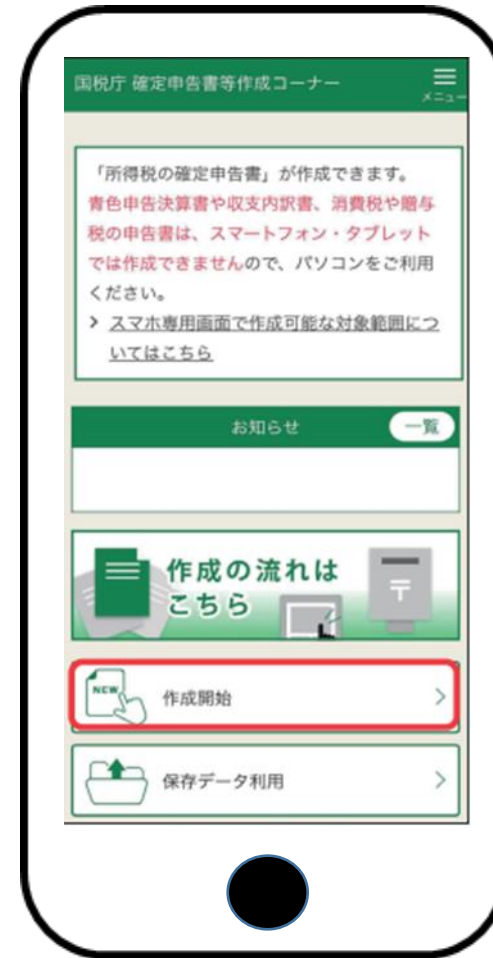 国税庁 確定申告書等作成コーナー
メニュー
「所得税の確定申告書」が作成できます。
青色申告決算書や収支内訳書、消費税や贈与
税の申告書は、スマートフォン・タブレット
では作成できませんので、パソコンをご利用
ください。
> スマホ専用画面で作成可能な対象範囲につ
いてはこちら
お知らせ
一覧
作成の流れは
こちら
〒
NEW
作成開始
保存データ利用